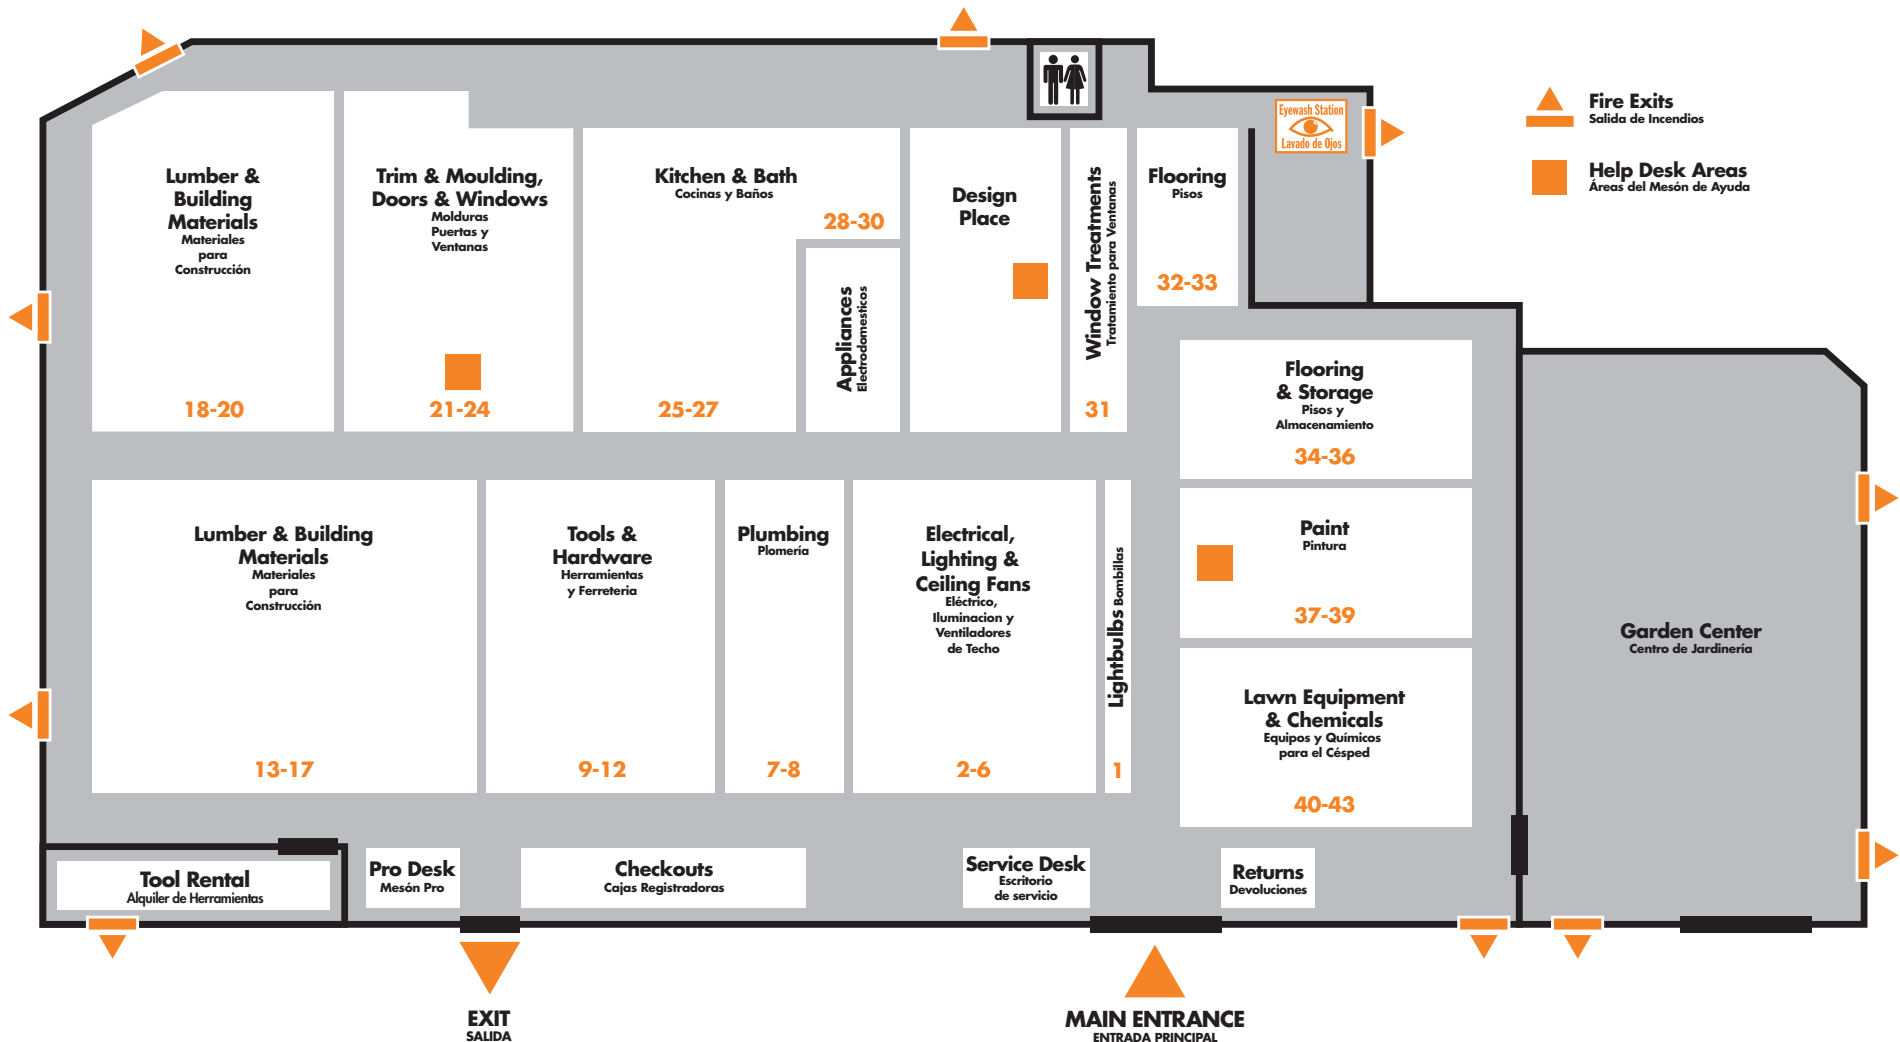 Eyewash Station
Lavado de Ojos
Fire Exits
Salida de Incendios
Help Desk Areas
Áreas del Mesón de Ayuda
Lumber &
Building
Materials
Materiales
para
Construcción
18-20
Trim & Moulding,
Doors & Windows
Molduras
Puertas y
Ventanas
21-24
Kitchen & Bath
Cocinas y Baños
28-30
25-27
Appliances
Electrodomesticos
Design
Place
Window Treatments
Tratamiento para Ventanas
31
Flooring
Pisos
32-33
Flooring
& Storage
Pisos y
Almacenamiento
34-36
Lumber & Building
Materials
Materiales
para
Construcción
13-17
Tools &
Hardware
Herramientas
y Ferreteria
9-12
Plumbing
Plomería
7-8
Electrical,
Lighting &
Ceiling Fans
Eléctrico,
Iluminacion y
Ventiladores
de Techo
2-6
Lightbulbs Bombillas
1
Paint
Pintura
37-39
Lawn Equipment
& Chemicals
Equipos y Químicos
para el Césped
40-43
Garden Center
Centro de Jardinería
Tool Rental
Alquiler de Herramientas
Pro Desk
Mesón Pro
Checkouts
Cajas Registradoras
Service Desk
Escritorio
de servicio
Returns
Devoluciones
EXIT
SALIDA
MAIN ENTRANCE
ENTRADA PRINCIPAL